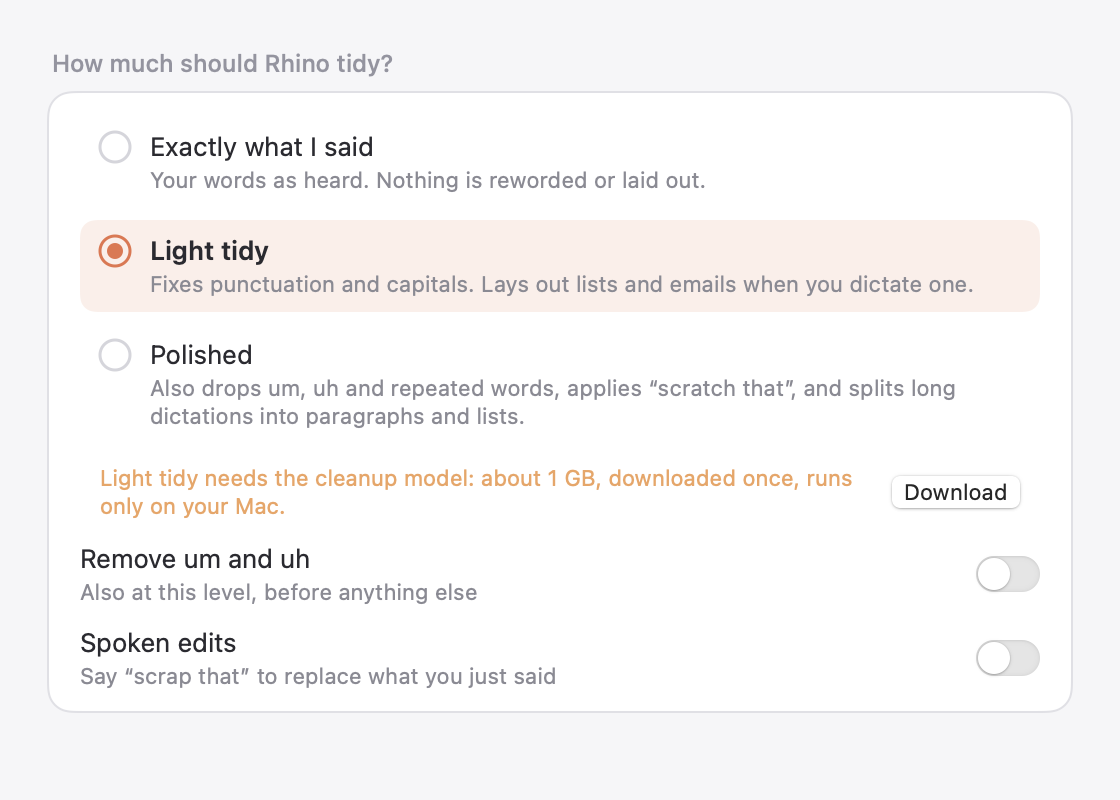 How much should Rhino tidy?
Exactly what I said
Your words as heard. Nothing is reworded or laid out.
Light tidy
Fixes punctuation and capitals. Lays out lists and emails when you dictate one.
Polished
Also drops um, uh and repeated words, applies “scratch that”, and splits long
dictations into paragraphs and lists.
Light tidy needs the cleanup model: about 1 GB, downloaded once, runs
only on your Mac.
Download
Remove um and uh
Also at this level, before anything else
Spoken edits
Say “scrap that” to replace what you just said